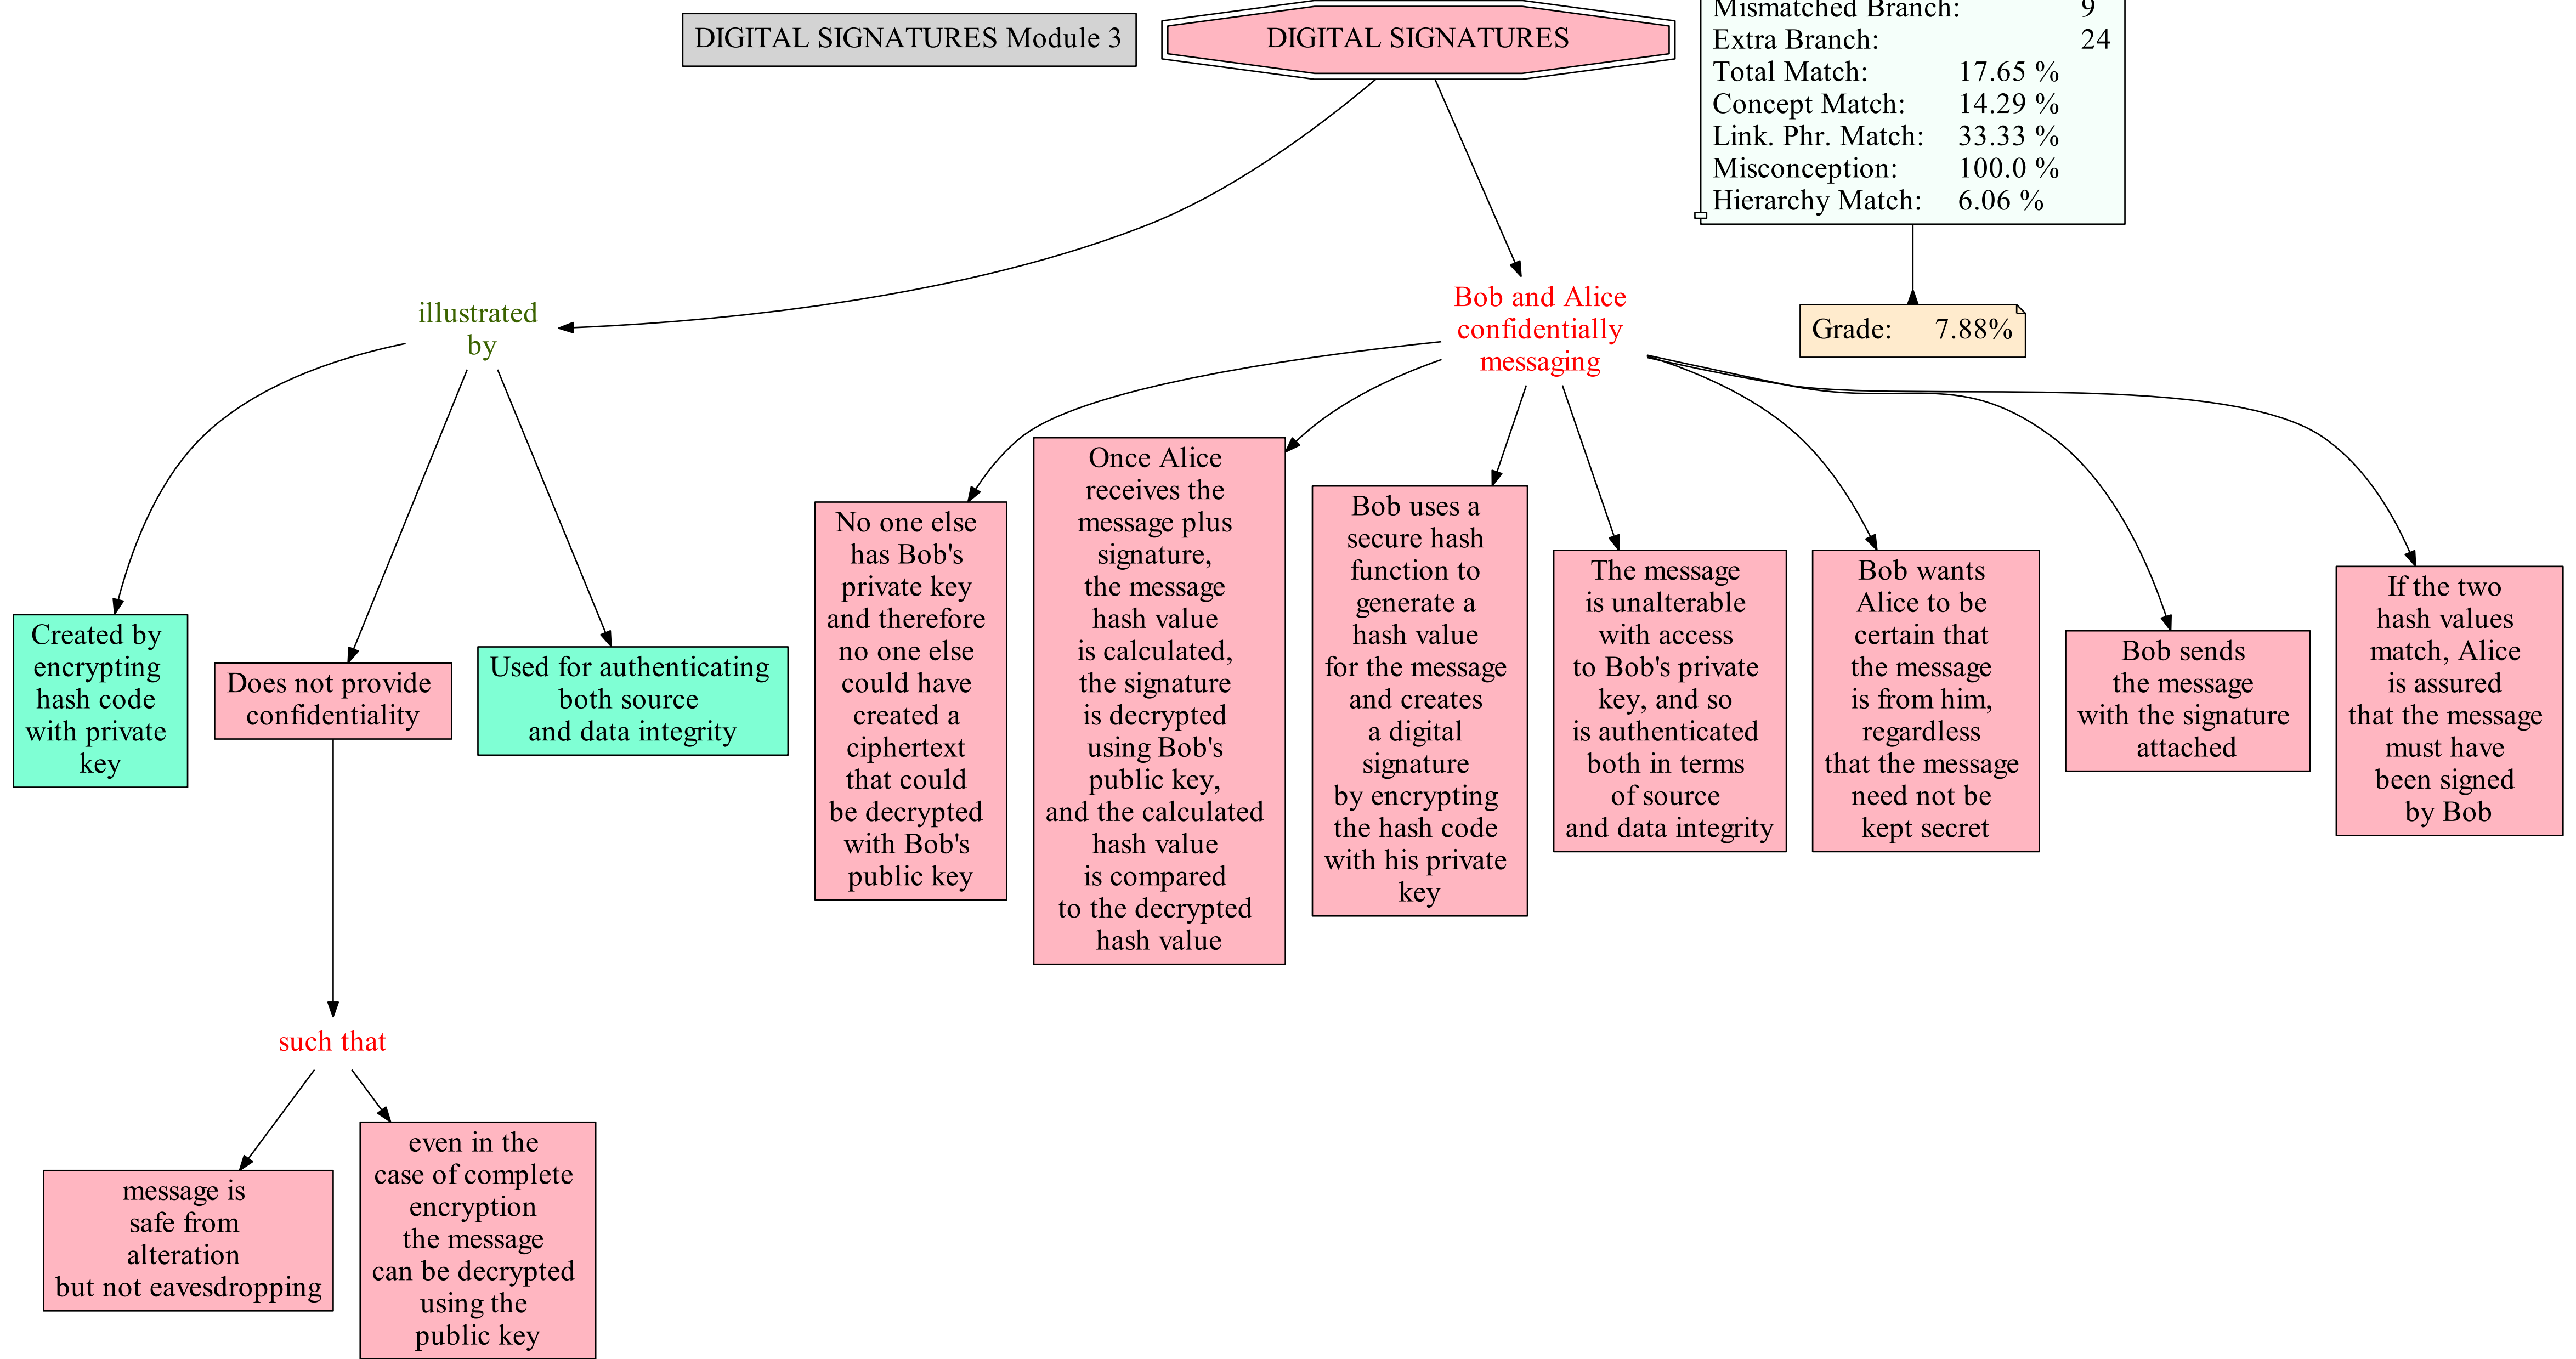 DIGITAL SIGNATURES Module 3
DIGITAL SIGNATURES
Mismatched Branch: 9
Extra Branch: 24
Total Match: 17.65 %
Concept Match: 14.29 %
Link. Phr. Match: 33.33 %
Misconception: 100.0 %
Hierarchy Match: 6.06 %
Grade: 7.88%
illustrated
by
Bob and Alice
confidentially
messaging
Created by
encrypting
hash code
with private
key
Does not provide
confidentiality
Used for authenticating
both source
and data integrity
No one else
has Bob's
private key
and therefore
no one else
could have
created a
ciphertext
that could
be decrypted
with Bob's
public key
Once Alice
receives the
message plus
signature,
the message
hash value
is calculated,
the signature
is decrypted
using Bob's
public key,
and the calculated
hash value
is compared
to the decrypted
hash value
Bob uses a
secure hash
function to
generate a
hash value
for the message
and creates
a digital
signature
by encrypting
the hash code
with his private
key
The message
is unalterable
with access
to Bob's private
key, and so
is authenticated
both in terms
of source
and data integrity
Bob wants
Alice to be
certain that
the message
is from him,
regardless
that the message
need not be
kept secret
Bob sends
the message
with the signature
attached
If the two
hash values
match, Alice
is assured
that the message
must have
been signed
by Bob
such that
message is
safe from
alteration
but not eavesdropping
even in the
case of complete
encryption
the message
can be decrypted
using the
public key